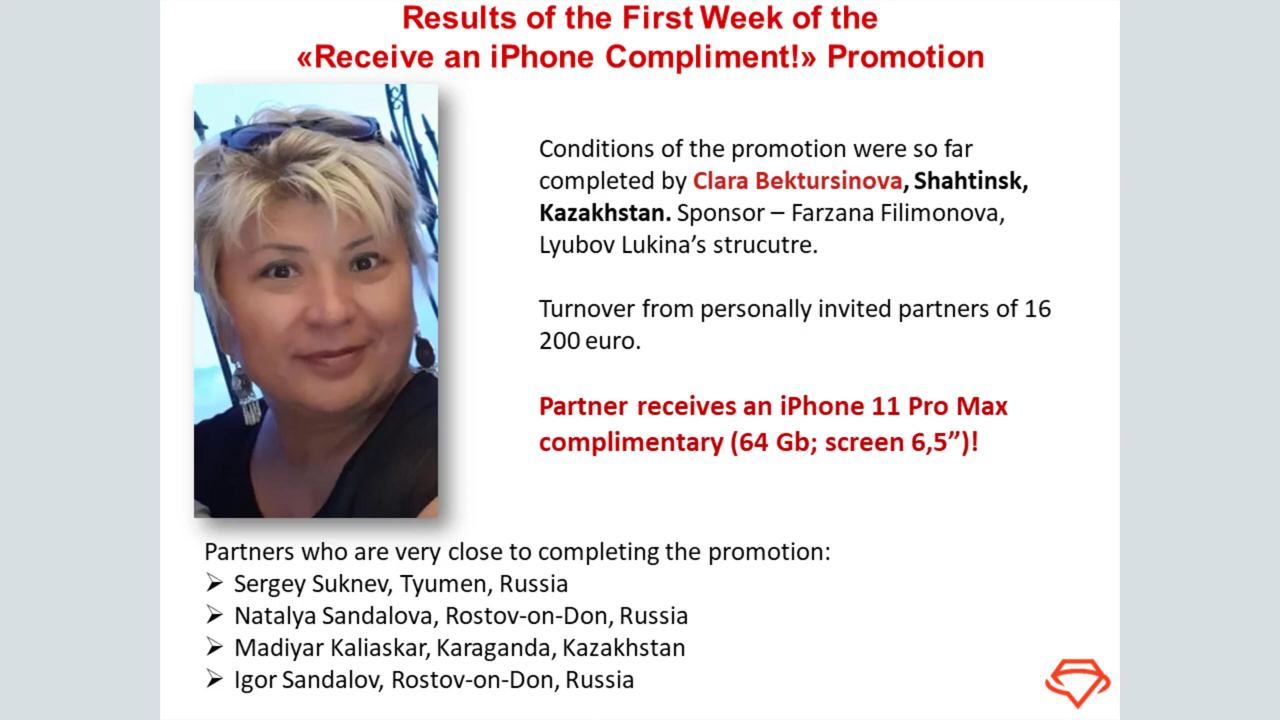 Results of the First Week of the
«Receive an iPhone Compliment!» Promotion
Conditions of the promotion were so far
completed by Clara Bektursinova, Shahtinsk,
Kazakhstan. Sponsor – Farzana Filimonova,
Lyubov Lukina’s strucutre.
Turnover from personally invited partners of 16
200 euro.
Partner receives an iPhone 11 Pro Max
complimentary (64 Gb; screen 6,5”)!
Partners who are very close to completing the promotion:
➢ Sergey Suknev, Tyumen, Russia
➢ Natalya Sandalova, Rostov-on-Don, Russia
➢ Madiyar Kaliaskar, Karaganda, Kazakhstan
➢ Igor Sandalov, Rostov-on-Don, Russia